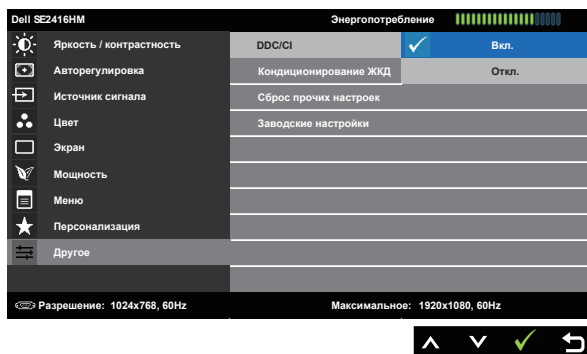 Dell SE2416HM Энергопотребление
Яркость / контрастность DDC/CI Вкл.
Авторегулировка Кондиционирование ЖКД Откл.
Источник сигнала Сброс прочих настроек
Цвет Заводские настройки
Экран
Мощность
Меню
Персонализация
Другое
Разрешение: 1024x768, 60Hz Максимально: 1920x1080, 60Hz